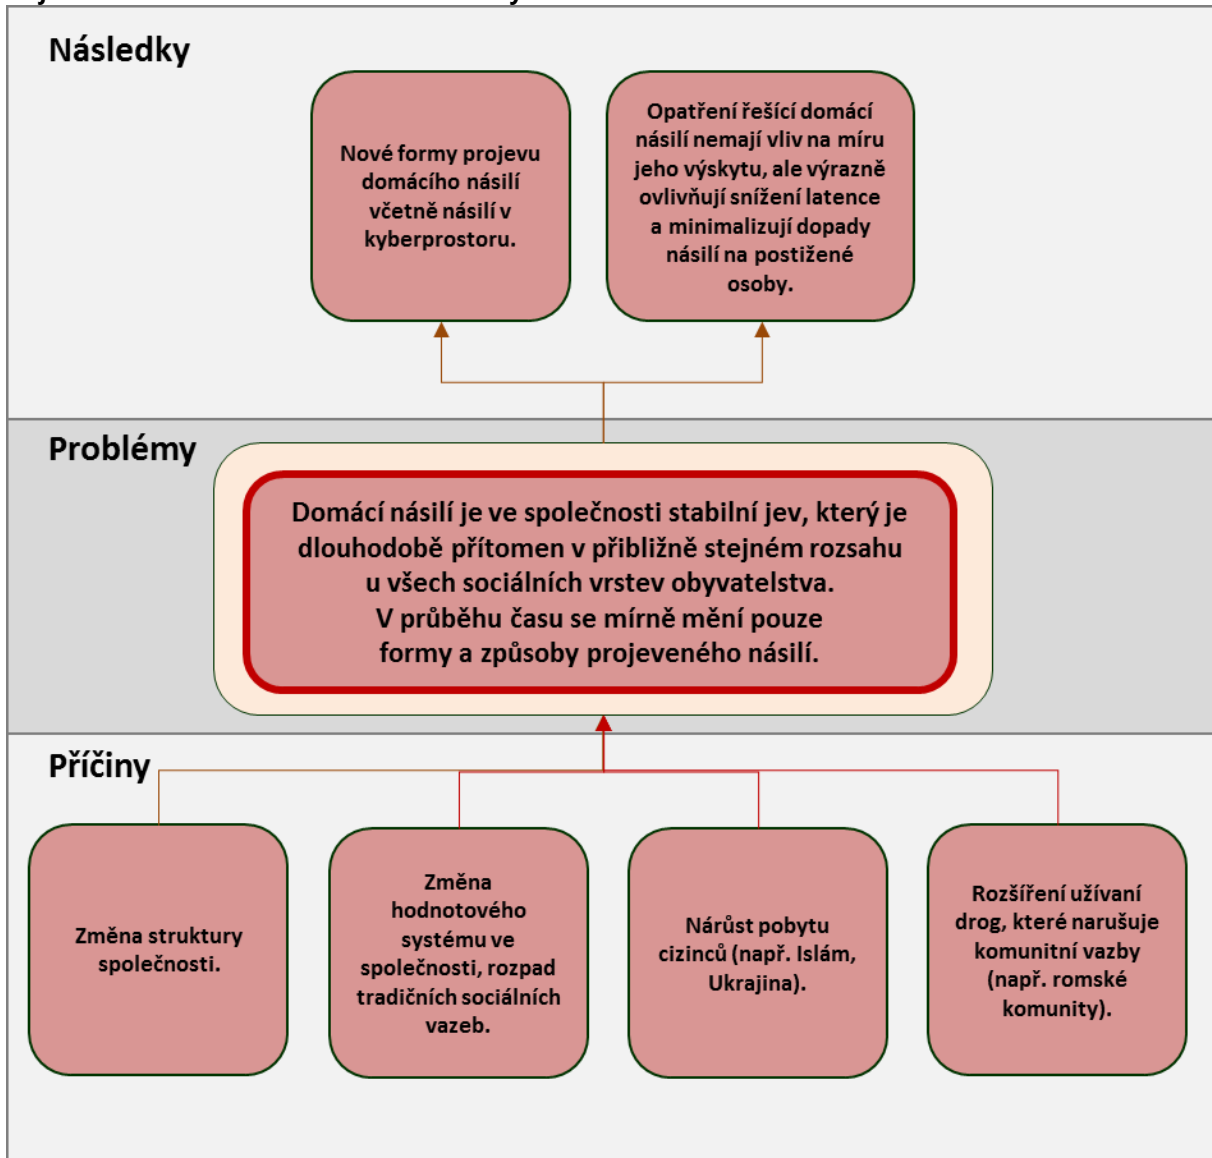 Následky
Nové formy projevu
domácího násilí
včetně násilí v
kyberprostoru.
Opatření řešící domácí
násilí nemají vliv na míru
jeho výskytu, ale výrazně
ovlivňují snížení latence
a minimalizují dopady
násilí na postižené
osoby.
Problémy
Domácí násilí je ve společnosti stabilní jev, který je
dlouhodobě přítomen v přibližně stejném rozsahu
u všech sociálních vrstev obyvatelstva.
V průběhu času se mírně mění pouze
formy a způsoby projeveného násilí.
Příčiny
Změna struktury
společnosti.
Změna
hodnotového
systému ve
společnosti, rozpad
tradičních sociálních
vazeb.
Nárůst pobytu
cizinců (např. Islám,
Ukrajina).
Rozšíření užívaní
drog, které narušuje
komunitní vazby
(např. romské
komunity).